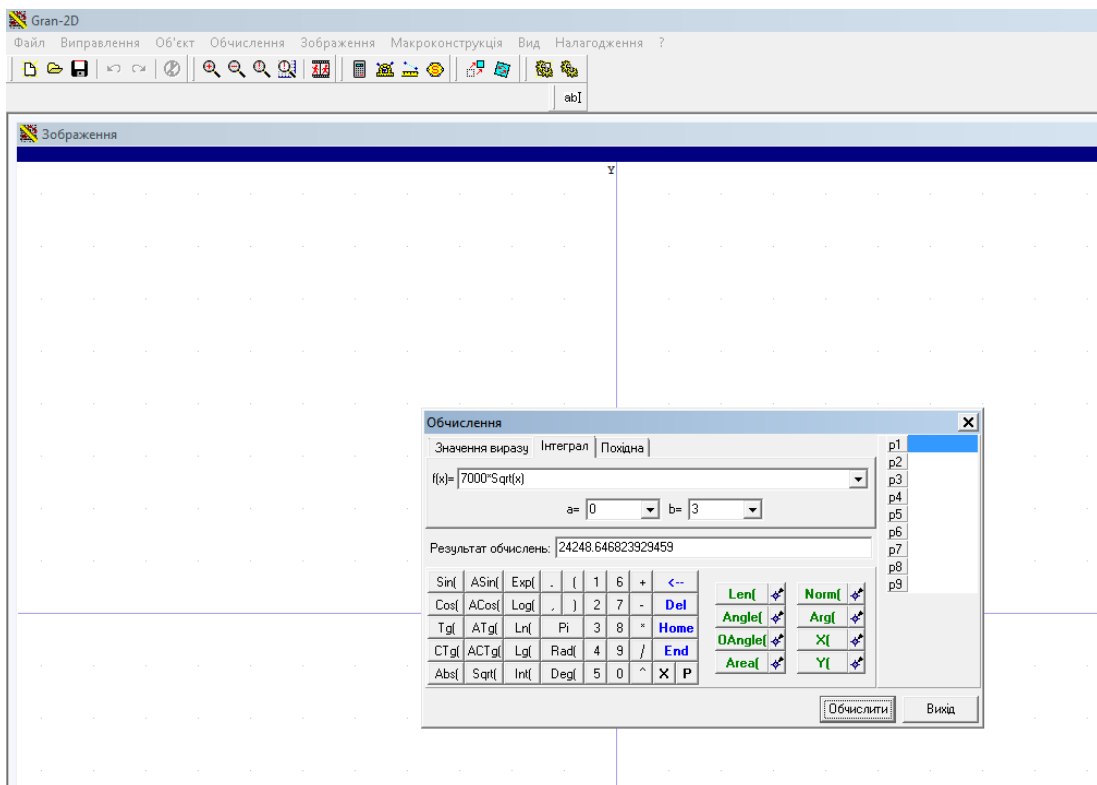 Gran-2D
Файл Виправлення Об'єкт Обчислення Зображення Макроконструкція Вид Налагодження ?
abI
Зображення
Y
Обчислення
Значення виразу Інтеграл Похідна
f(x)= 7000*Sqrt(x)
a= 0 b= 3
Результат обчислень: 24248.646823929459
Sin( ASin( Exp( . ( 1 6 + <--
Cos( ACos( Log( , ) 2 7 - Del
Tg( ATg( Ln( Pi 3 8 * Home
CTg( ACTg( Lg( Rad( 4 9 / End
Abs( Sqrt( Int( Deg( 5 0 ^ X P
Len( Norm(
Angle( Arg(
OAngle( X(
Area( Y(
p1
p2
p3
p4
p5
p6
p7
p8
p9
Обчислити Вихід